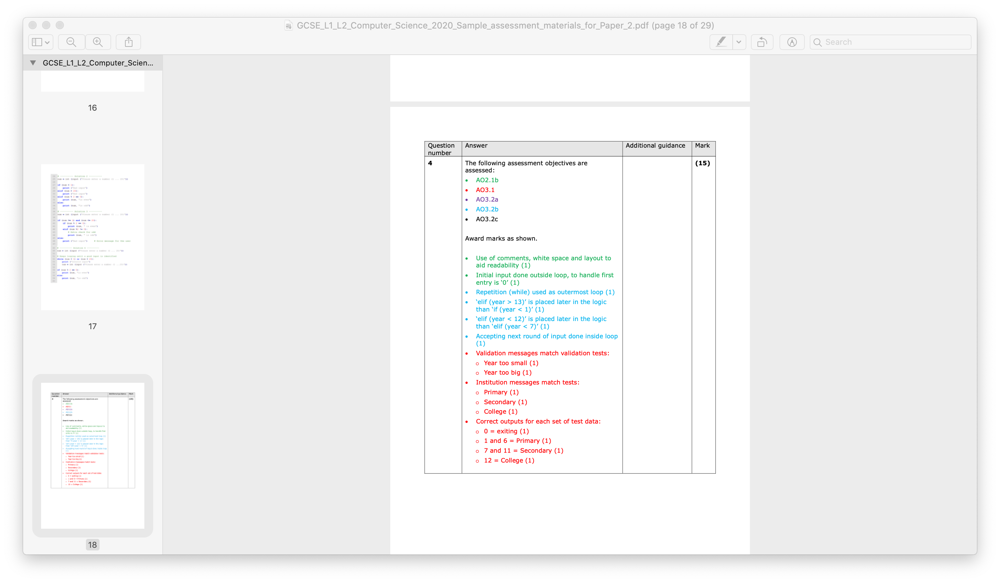 GCSE_L1_L2_Computer_Science_2020_Sample_assessment_materials_for_Paper_2.pdf (page 18 of 29)
Search
GCSE_L1_L2_Computer_Scien...
16
17
18
Question number
Answer
Additional guidance
Mark
4
The following assessment objectives are
assessed:
(15)
• AO2.1b
• AO3.1
• AO3.2a
• AO3.2b
• AO3.2c
Award marks as shown.
• Use of comments, white space and layout to
aid readability (1)
• Initial input done outside loop, to handle first
entry is ‘0’ (1)
• Repetition (while) used as outermost loop (1)
• ‘elif (year > 13)’ is placed later in the logic
than ‘if (year < 1)’ (1)
• ‘elif (year < 12)’ is placed later in the logic
than ‘elif (year < 7)’ (1)
• Accepting next round of input done inside loop
(1)
• Validation messages match validation tests:
o Year too small (1)
o Year too big (1)
• Institution messages match tests:
o Primary (1)
o Secondary (1)
o College (1)
• Correct outputs for each set of test data:
o 0 = exiting (1)
o 1 and 6 = Primary (1)
o 7 and 11 = Secondary (1)
o 12 = College (1)